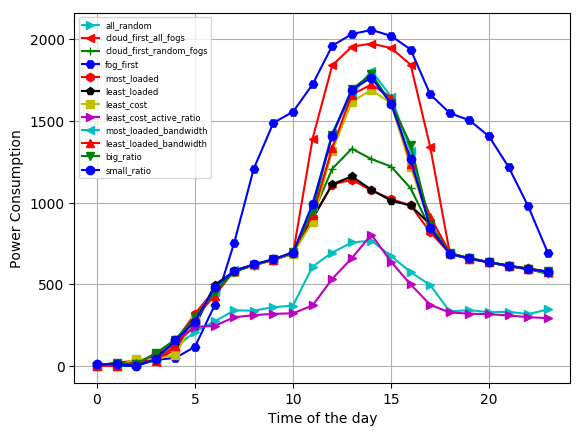 all_random
cloud_first_all_fogs
cloud_first_random_fogs
fog_first
most_loaded
least_loaded
least_cost
least_cost_active_ratio
most_loaded_bandwidth
least_loaded_bandwidth
big_ratio
small_ratio
2000
1500
1000
500
0
Power Consumption
0 5 10 15 20
Time of the day